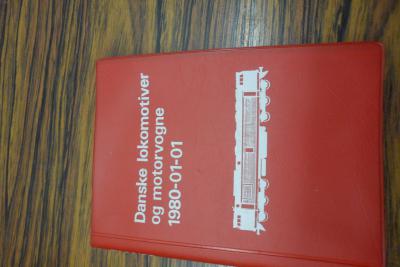 Danske lokomotiver
og motorvogne
1980-01-01